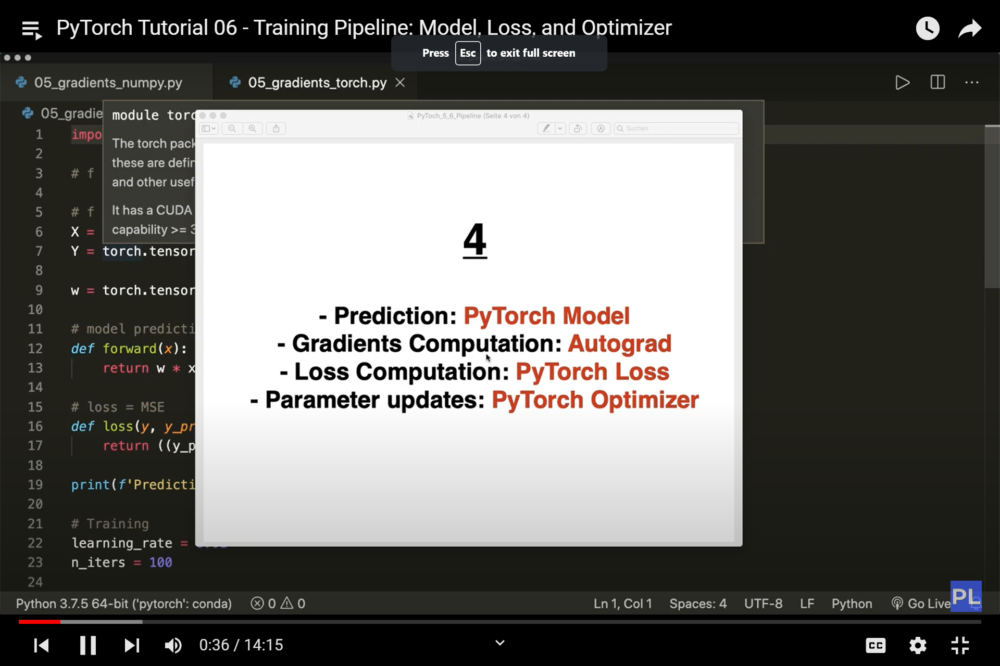 PyTorch Tutorial 06 - Training Pipeline: Model, Loss, and Optimizer
Press Esc to exit full screen
05_gradients_numpy.py
05_gradients_torch.py
05_gradie
module torc
PyToch_5_6_Pipeline (Seite 4 von 4)
Suchen
1 impo
The torch pack
2
these are defin
3 # f
and other usef
4
5 # f
It has a CUDA
6 X =
capability >= 3
7 Y = torch.tensor
8
9 w = torch.tensor
10
11 # model predicti
12 def forward(x):
13 return w * x
14
15 # loss = MSE
16 def loss(y, y_pr
17 return ((y_p
18
19 print(f'Predicti
20
21 # Training
22 learning_rate =
23 n_iters = 100
24
4
- Prediction: PyTorch Model
- Gradients Computation: Autograd
- Loss Computation: PyTorch Loss
- Parameter updates: PyTorch Optimizer
Python 3.7.5 64-bit ('pytorch': conda) 0 0 Ln 1, Col 1 Spaces: 4 UTF-8 LF Python Go Live
PL
0:36 / 14:15
CC